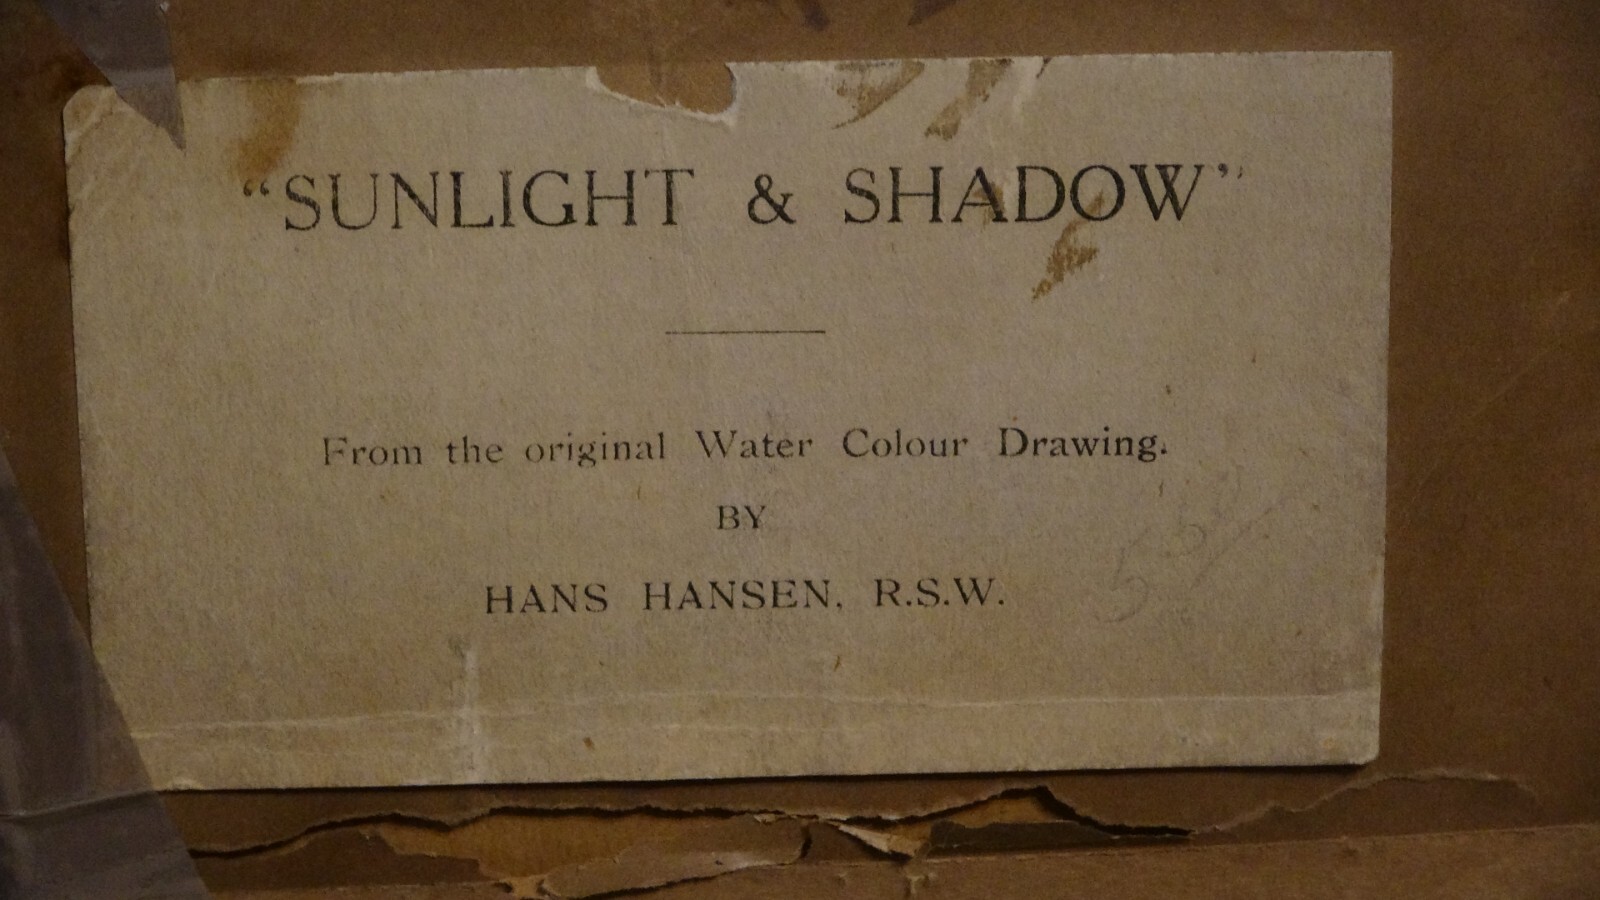 “SUNLIGHT & SHADOW”
From the original Water Colour Drawing.
BY
HANS HANSEN, R.S.W.